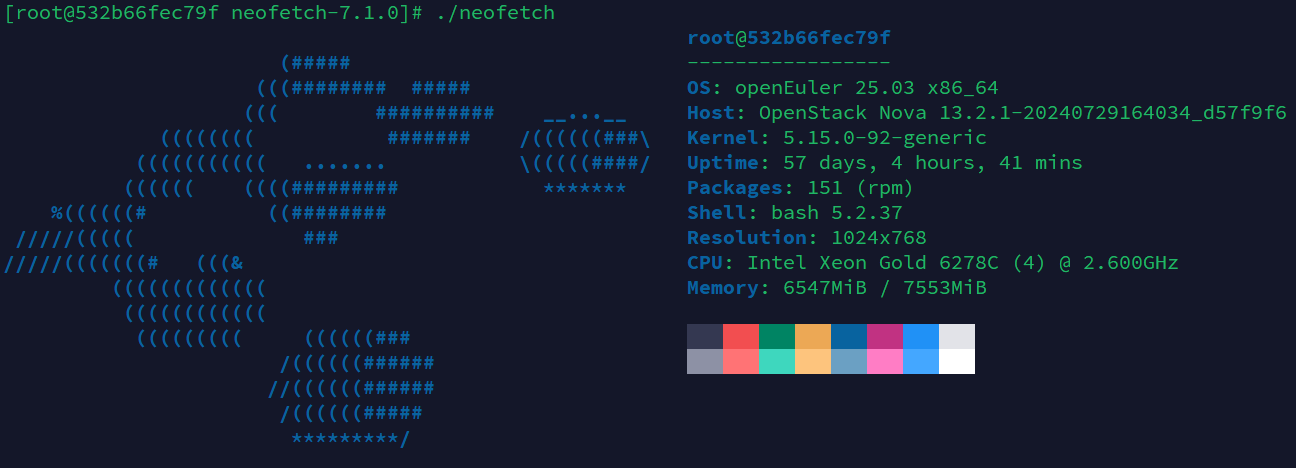 [root@532b66fec79f neofetch-7.1.0]# ./neofetch
root@532b66fec79f
-----------------
OS: openEuler 25.03 x86_64
Host: OpenStack Nova 13.2.1-20240729164034_d57f9f6
Kernel: 5.15.0-92-generic
Uptime: 57 days, 4 hours, 41 mins
Packages: 151 (rpm)
Shell: bash 5.2.37
Resolution: 1024x768
CPU: Intel Xeon Gold 6278C (4) @ 2.600GHz
Memory: 6547MiB / 7553MiB